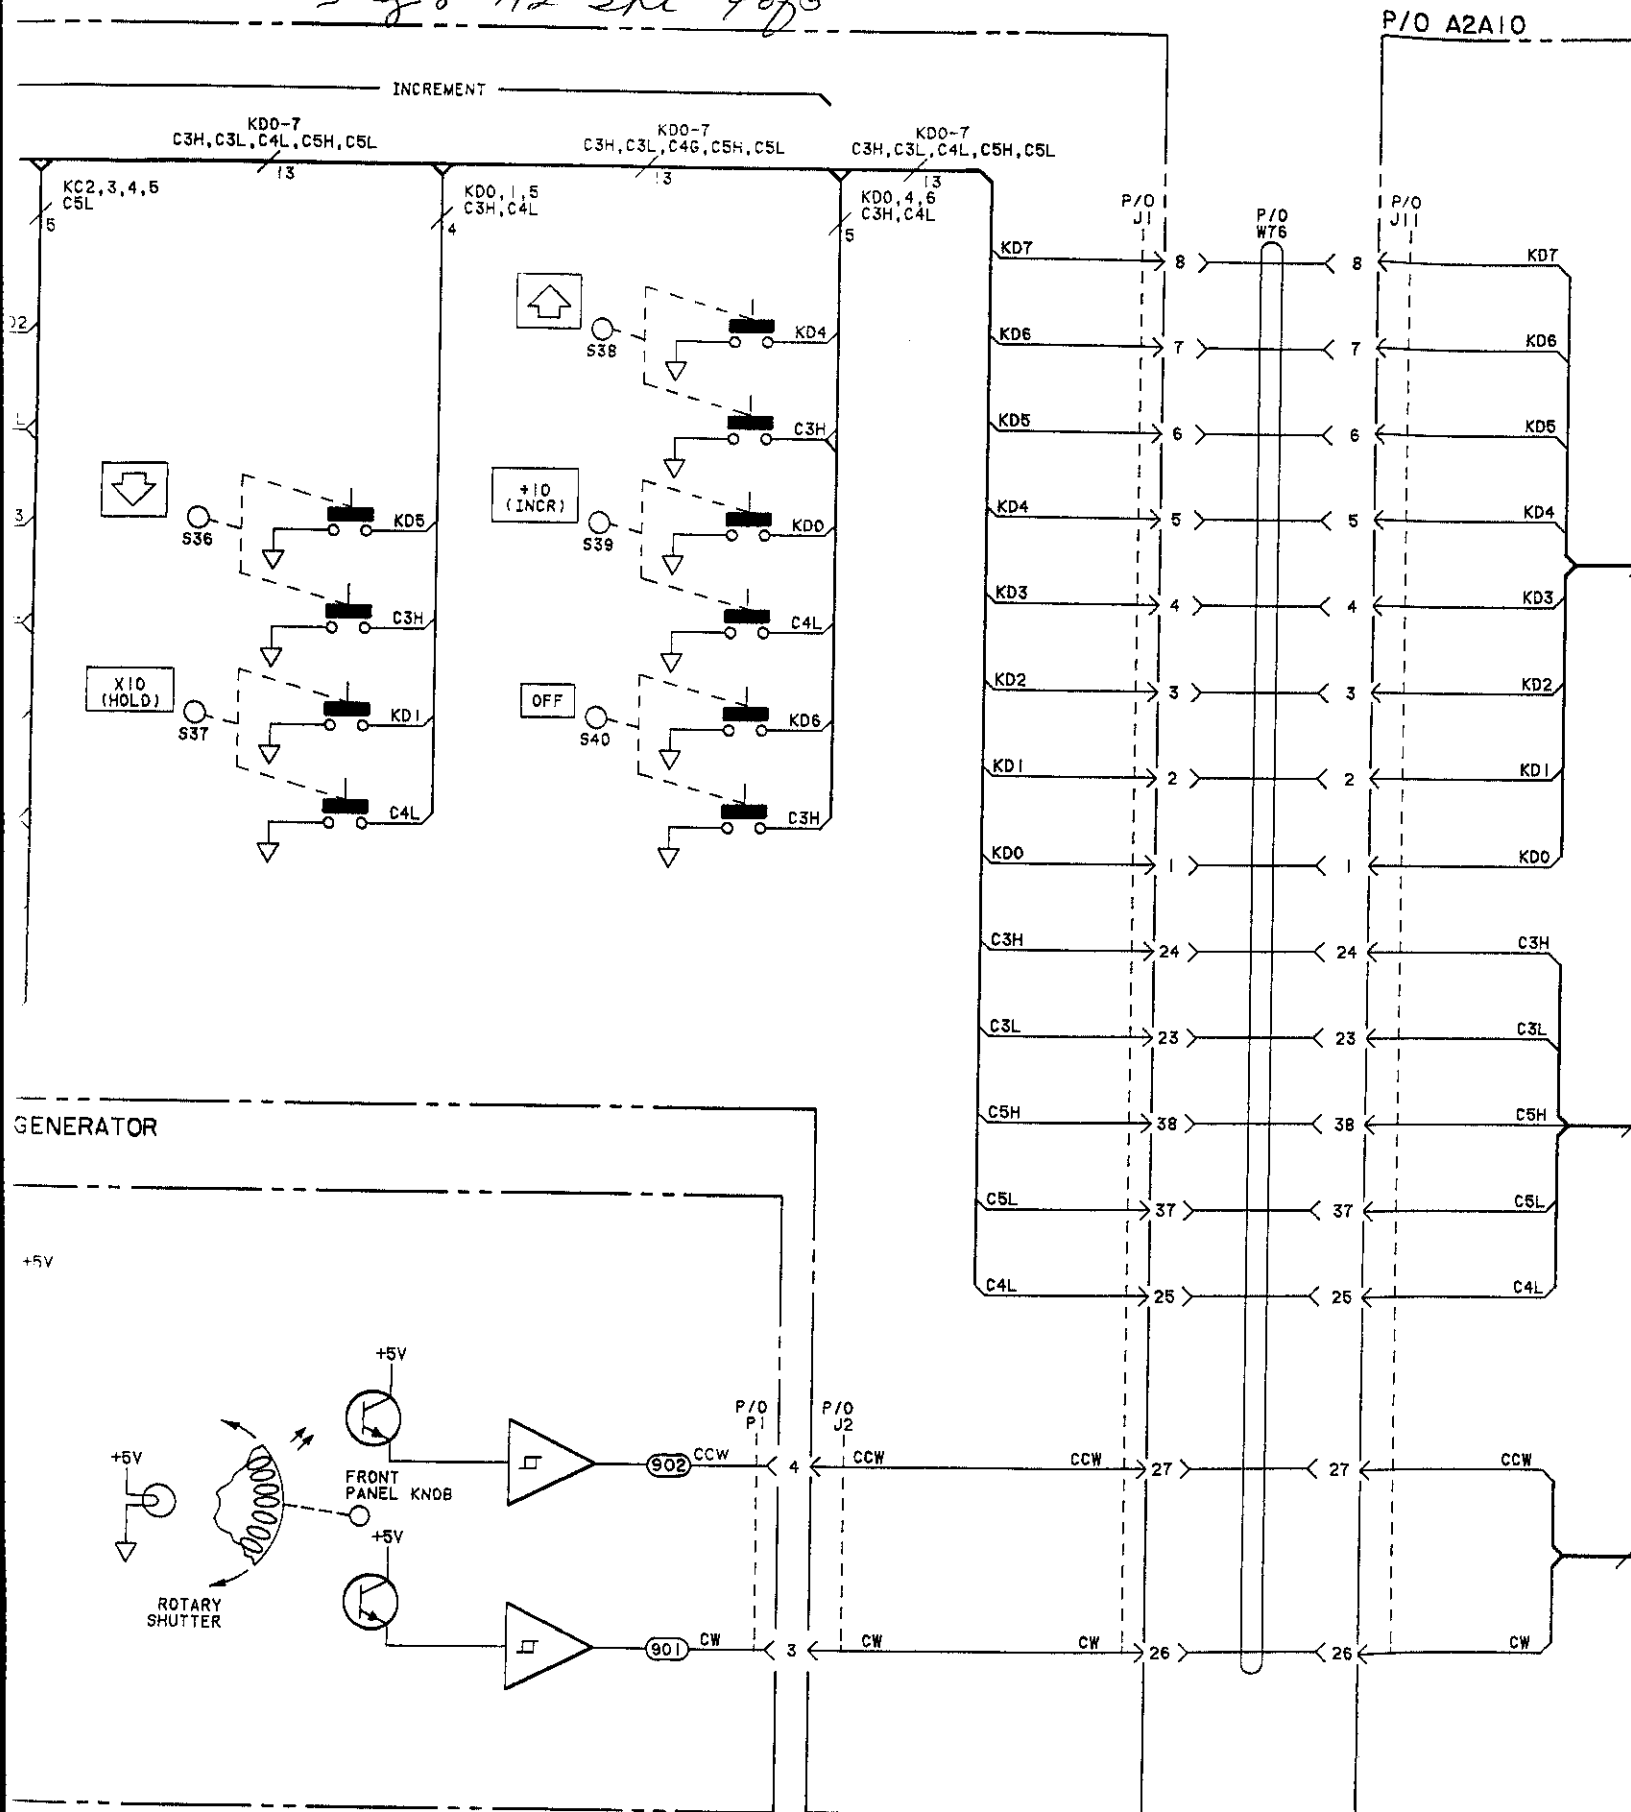 P/O A2A10
INCREMENT
KD0-7
C3H,C3L,C4L,C5H,C5L
13
KD0-7
C3H,C3L,C4G,C5H,C5L
13
KD0-7
C3H,C3L,C4L,C5H,C5L
13
KC2,3,4,5
C5L
5
KD0,1,5
C3H,C4L
4
KD0,4,6
C3H,C4L
5
P/O
J1
P/O
W76
P/O
J11
KD7 8 8 KD7
KD6 7 7 KD6
KD5 6 6 KD5
KD4 5 5 KD4
KD3 4 4 KD3
KD2 3 3 KD2
KD1 2 2 KD1
KD0 1 1 KD0
C3H 24 24 C3H
C3L 23 23 C3L
C5H 38 38 C5H
C5L 37 37 C5L
C4L 25 25 C4L
S36
KD5
C3H
X10
(HOLD)
S37
KD1
C4L
S38
KD4
C3H
+10
(INCR)
S39
KD0
C4L
OFF
S40
KD6
C3H
GENERATOR
+5V
+5V
+5V
FRONT
PANEL KNOB
+5V
ROTARY
SHUTTER
P/O
P1
P/O
J2
902 CCW 4 CCW CCW 27 27 CCW
901 CW 3 CW CW 26 26 CW